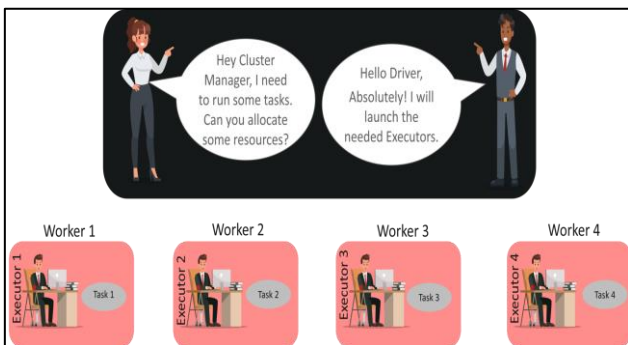 Hey Cluster
Manager, I need
to run some tasks.
Can you allocate
some resources?
Hello Driver,
Absolutely! I will
launch the
needed Executors.
Worker 1
Worker 2
Worker 3
Worker 4
Executor 1
Task 1
Executor 2
Task 2
Executor 3
Task 3
Executor 4
Task 4